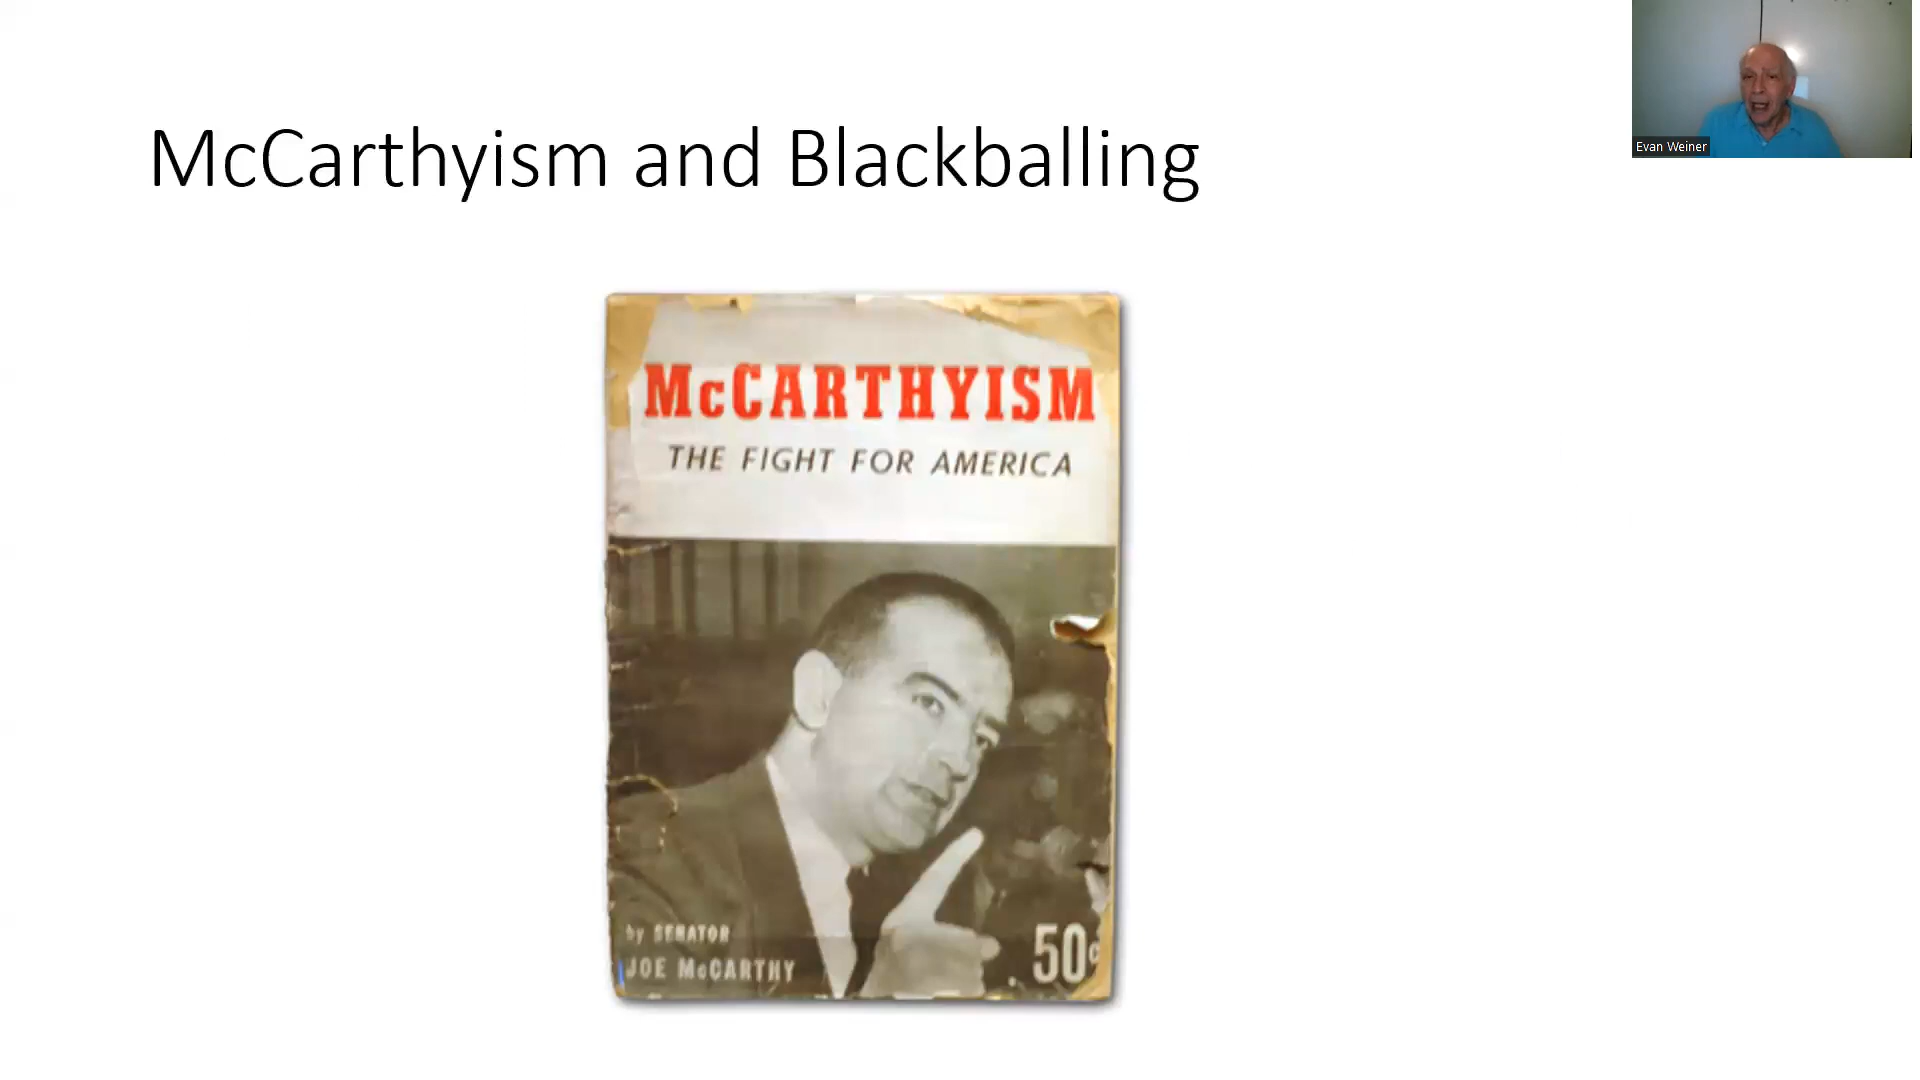 McCarthyism and Blackballing
Evan Weiner
McCARTHYISM
THE FIGHT FOR AMERICA
by SENATOR
JOE McCARTHY
50¢